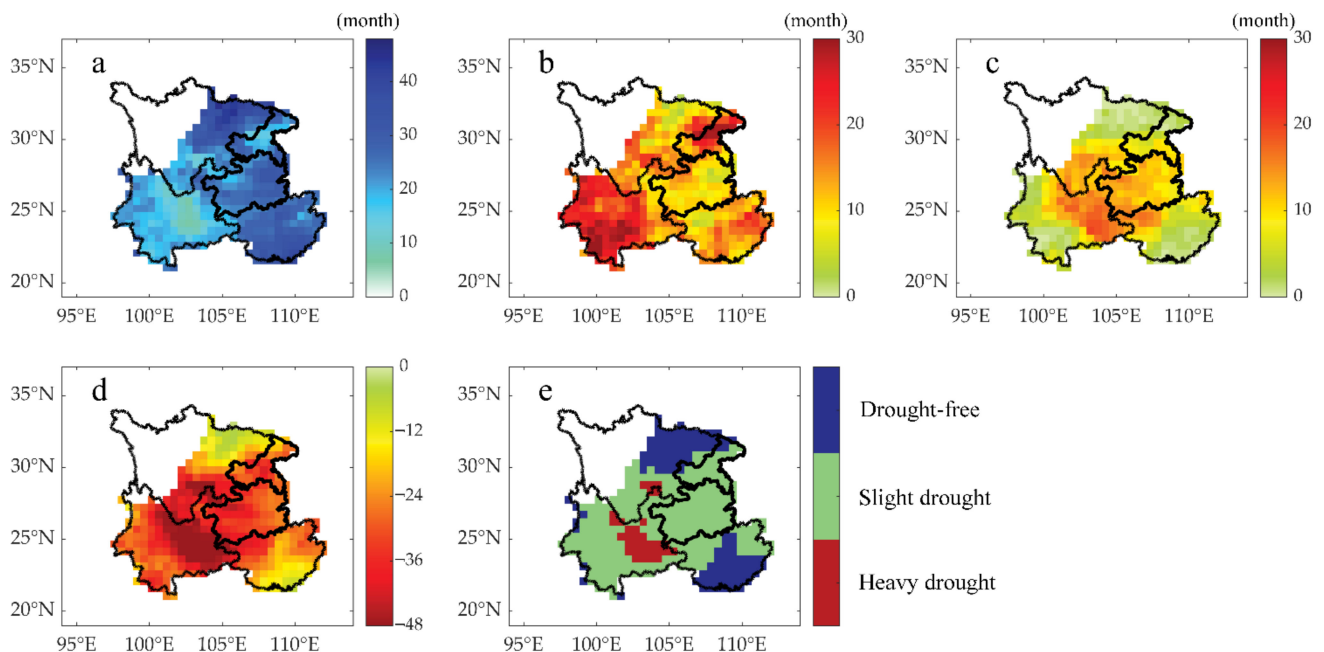 (month) (month) (month)
35°N a 40 35°N b 30 35°N c 30
30°N 30 30°N 20 30°N 20
25°N 20 25°N 10 25°N 10
20°N 10 20°N 20°N
0 0 0
95°E 100°E 105°E 110°E 95°E 100°E 105°E 110°E 95°E 100°E 105°E 110°E
35°N d 0 35°N e
−12 Drought-free
30°N −24 30°N Slight drought
25°N −36 25°N Heavy drought
20°N −48 20°N
95°E 100°E 105°E 110°E 95°E 100°E 105°E 110°E